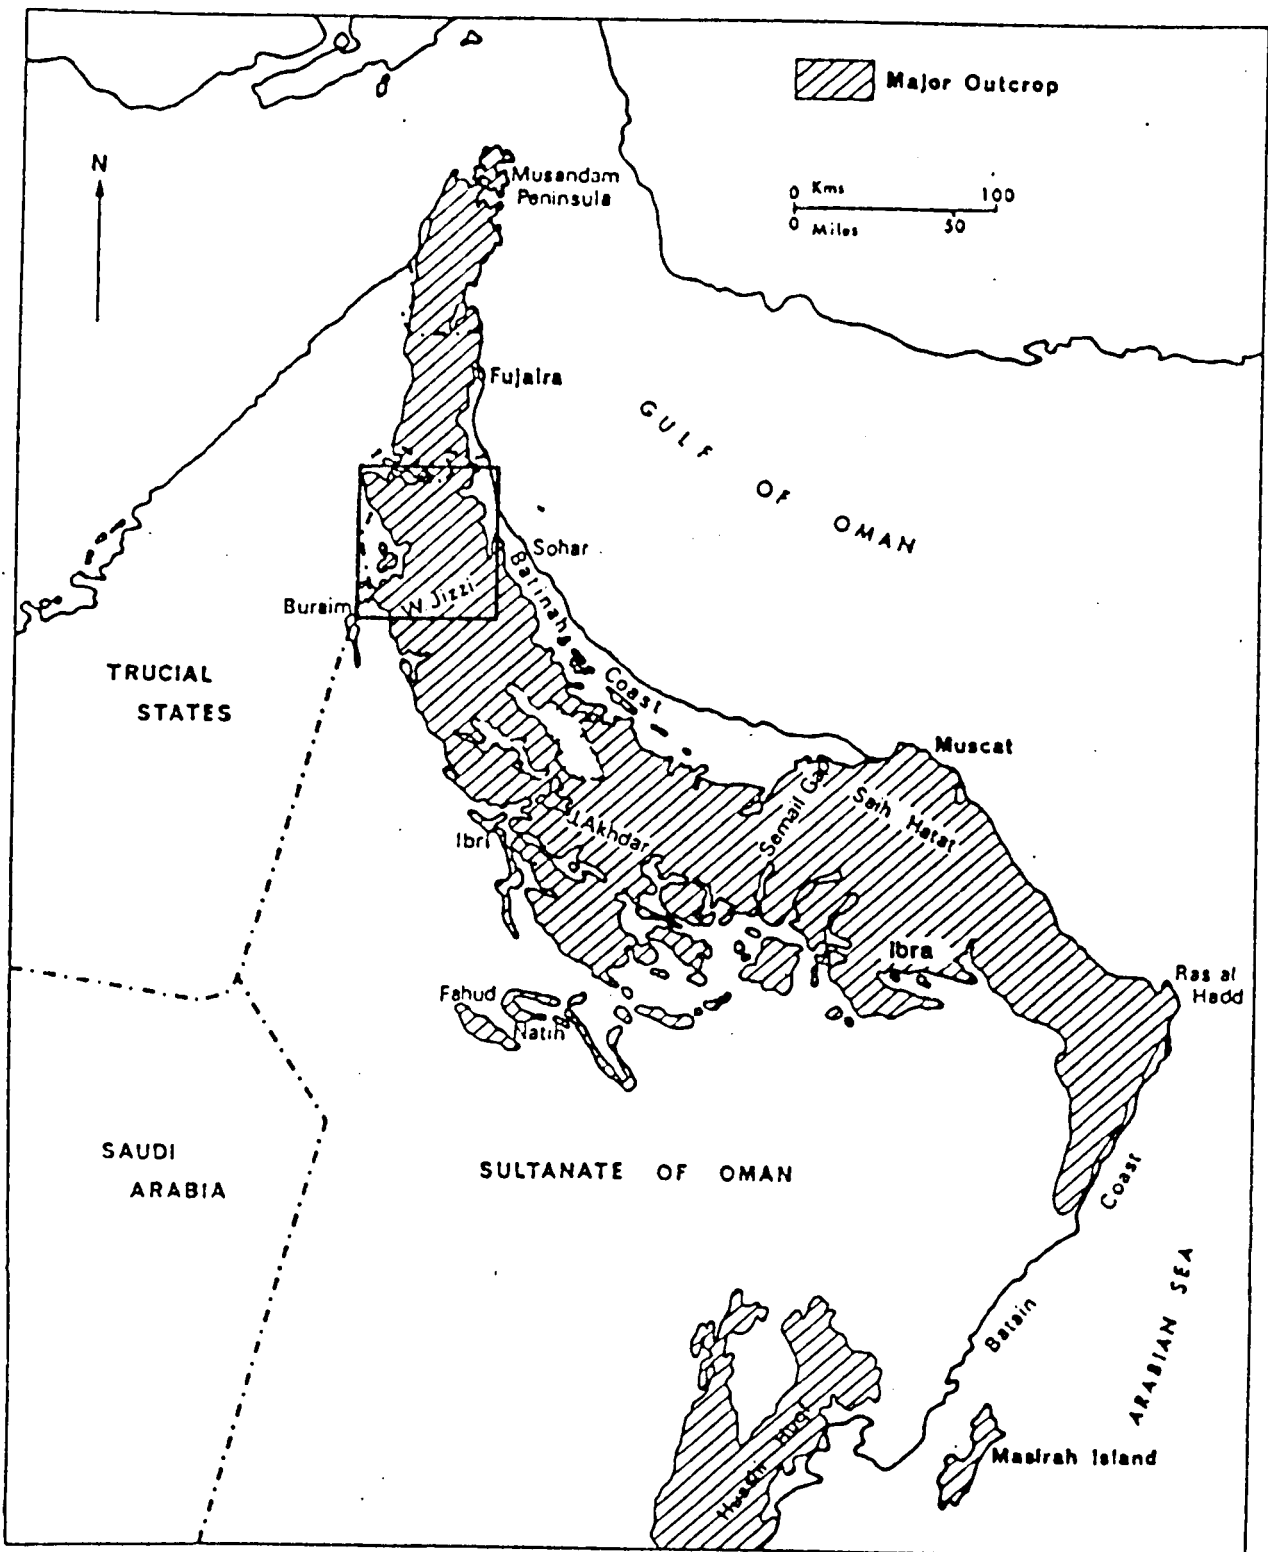 Major Outcrop
N
0 Kms 100
0 Miles 50
Musandam
Peninsula
Fujaira
GULF OF OMAN
Sohar
Batinah
Coast
W. Jizzi
Buraimi
TRUCIAL
STATES
Muscat
Semail Gap
Saih Hatat
J. Akhdar
Ibri
Ibra
Ras al
Hadd
Fahud
Natih
SAUDI
ARABIA
SULTANATE OF OMAN
Batain Coast
ARABIAN SEA
Masirah Island
Huqf